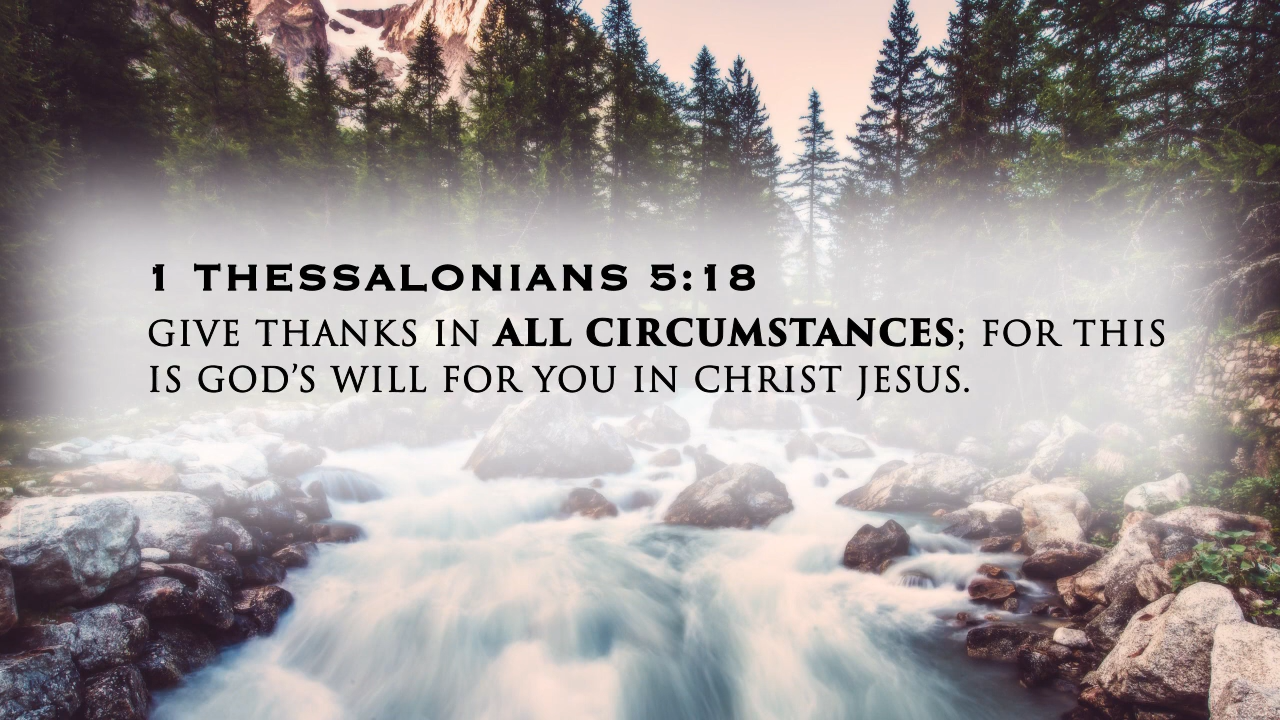 1 THESSALONIANS 5:18
GIVE THANKS IN ALL CIRCUMSTANCES; FOR THIS
IS GOD’S WILL FOR YOU IN CHRIST JESUS.